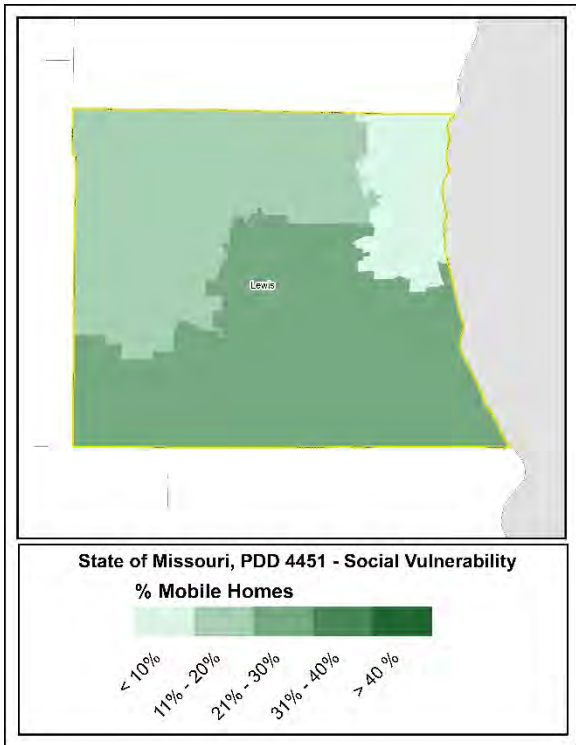 Lewis
State of Missouri, PDD 4451 - Social Vulnerability
% Mobile Homes
< 10%
11% - 20%
21% - 30%
31% - 40%
> 40 %